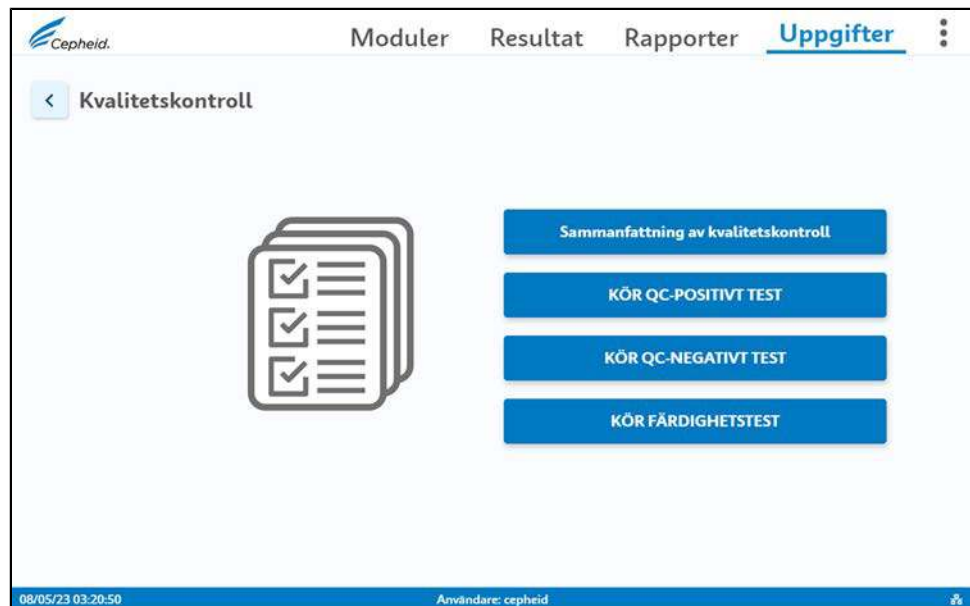 Cepheid.
Moduler Resultat Rapporter Uppgifter
Kvalitetskontroll
Sammanfattning av kvalitetskontroll
KÖR QC-POSITIVT TEST
KÖR QC-NEGATIVT TEST
KÖR FÄRDIGHETSTEST
08/05/23 03:20:50 Användare: cepheid